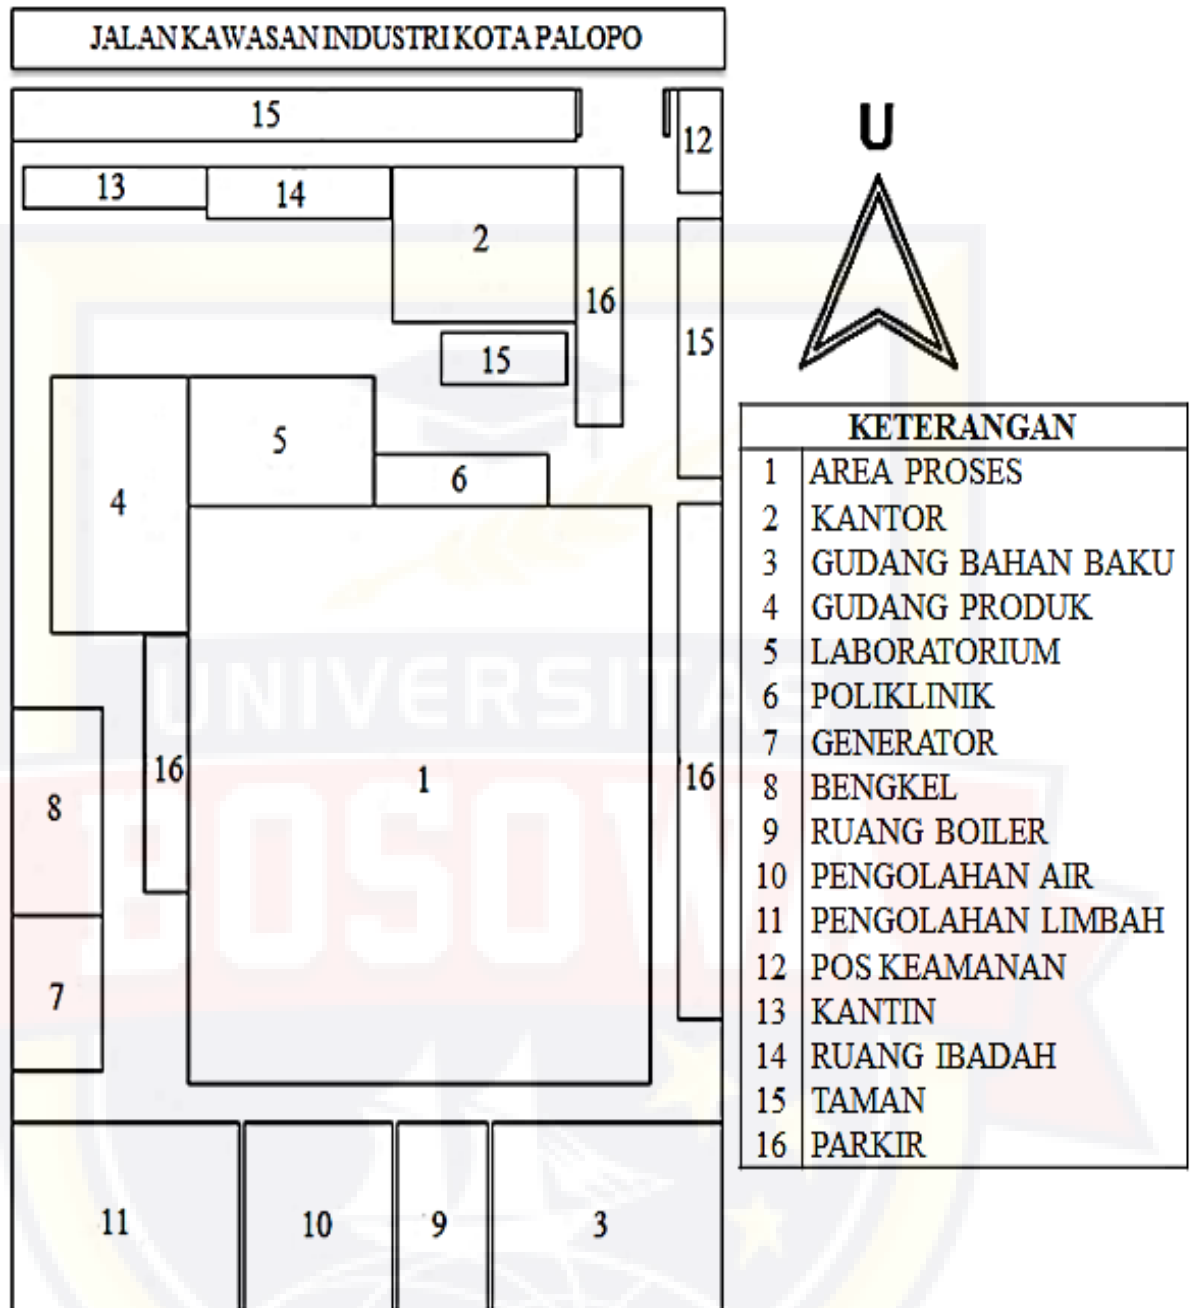 JALAN KAWASAN INDUSTRI KOTA PALOPO
15
12
13
14
2
16
15
15
U
5
6
4
16
1
16
8
7
11
10
9
3
KETERANGAN
1 AREA PROSES
2 KANTOR
3 GUDANG BAHAN BAKU
4 GUDANG PRODUK
5 LABORATORIUM
6 POLIKLINIK
7 GENERATOR
8 BENGKEL
9 RUANG BOILER
10 PENGOLAHAN AIR
11 PENGOLAHAN LIMBAH
12 POS KEAMANAN
13 KANTIN
14 RUANG IBADAH
15 TAMAN
16 PARKIR
UNIVERSITAS
BOSOWA